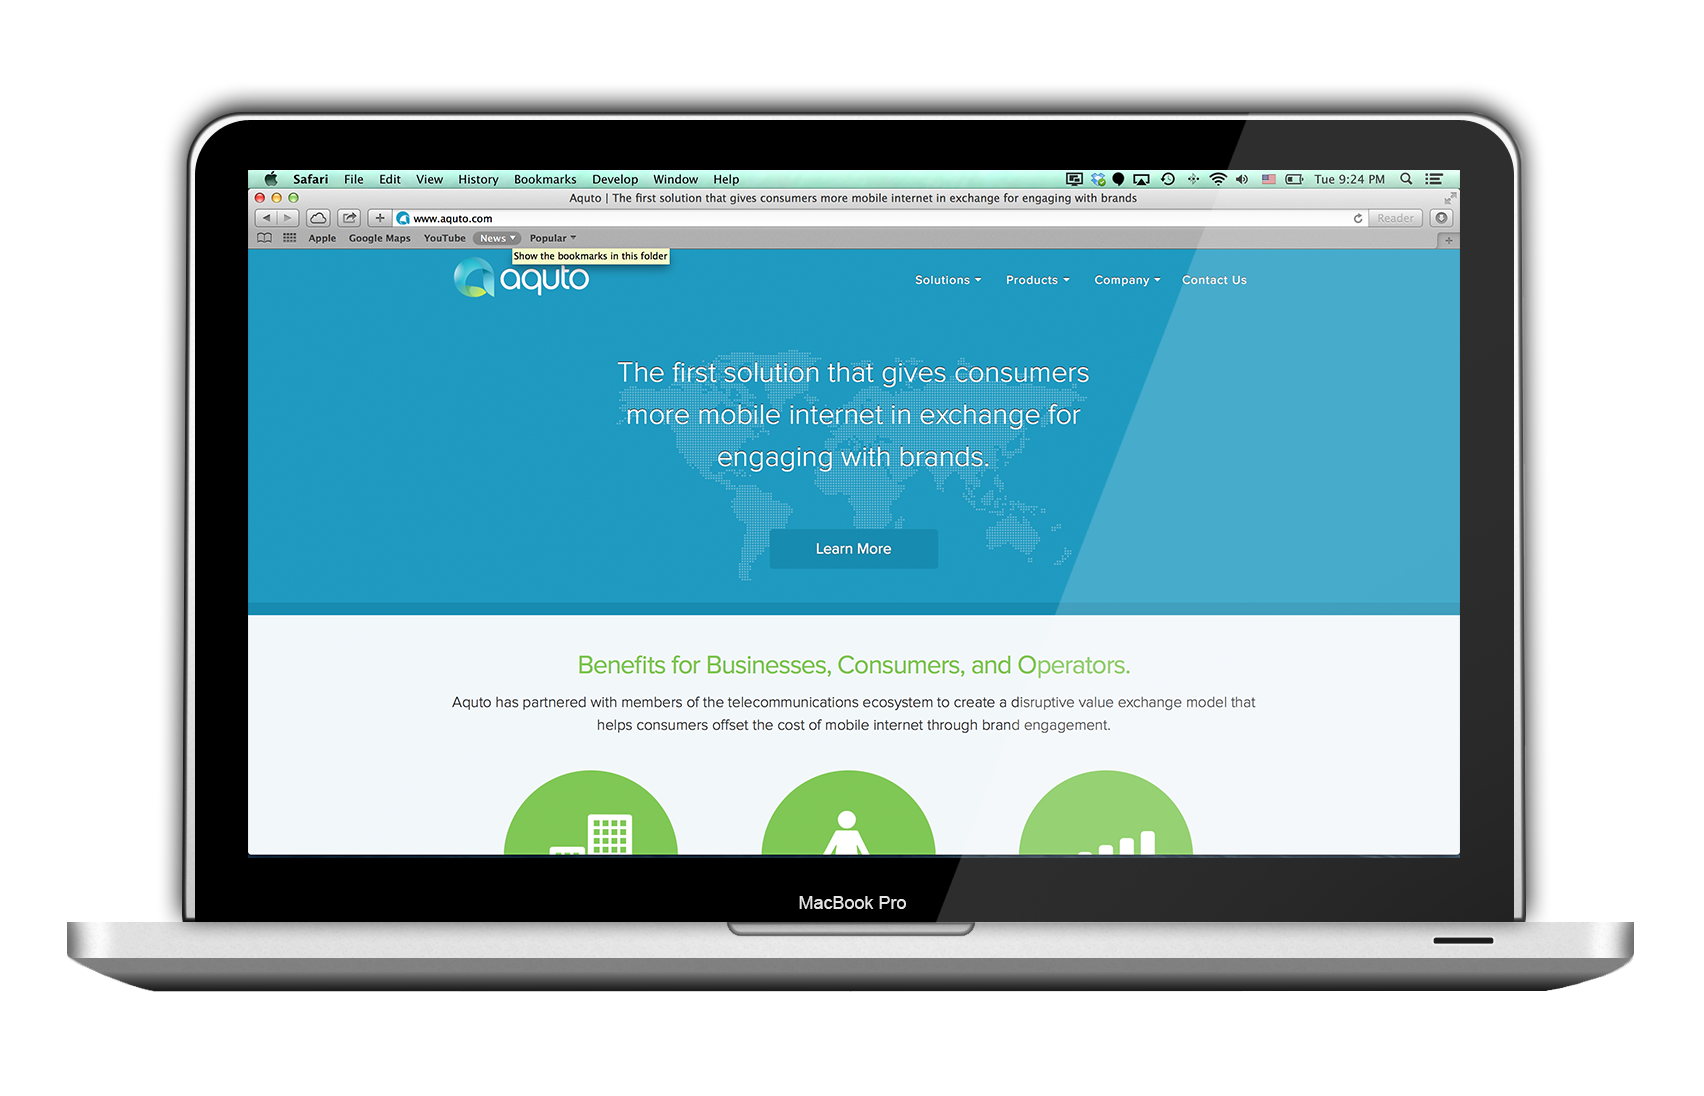 Safari File Edit View History Bookmarks Develop Window Help Tue 9:24 PM
Aquto | The first solution that gives consumers more mobile internet in exchange for engaging with brands
www.aquto.com Reader
Apple Google Maps YouTube News Popular
Show the bookmarks in this folder
aquto Solutions Products Company Contact Us
The first solution that gives consumers
more mobile internet in exchange for
engaging with brands.
Learn More
Benefits for Businesses, Consumers, and Operators.
Aquto has partnered with members of the telecommunications ecosystem to create a disruptive value exchange model that
helps consumers offset the cost of mobile internet through brand engagement.
MacBook Pro